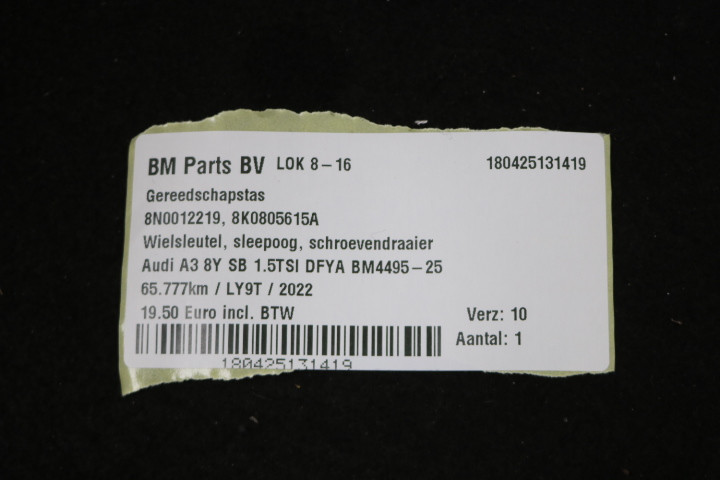 BM Parts BV LOK 8-16 180425131419
Gereedschapstas
8N0012219, 8K0805615A
Wielsleutel, sleepoog, schroevendraaier
Audi A3 8Y SB 1.5TSI DFYA BM4495-25
65.777km / LY9T / 2022
19.50 Euro incl. BTW Verz: 10
Aantal: 1
180425131419